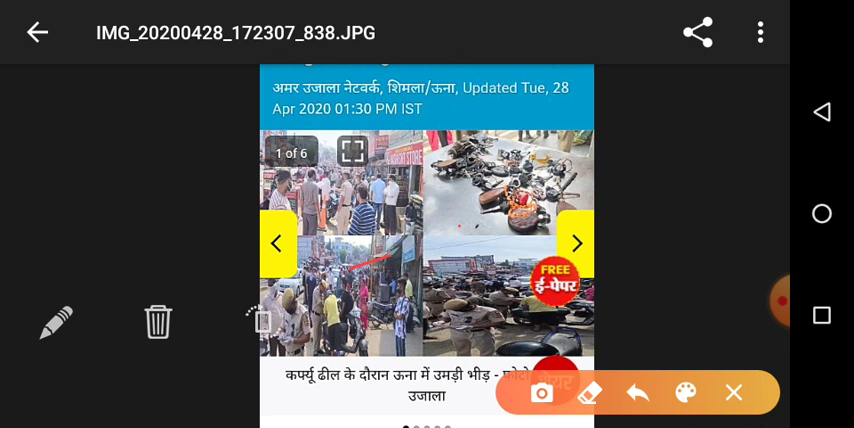 IMG_20200428_172307_838.JPG
अमर उजाला नेटवर्क, शिमला/ऊना, Updated Tue, 28
Apr 2020 01:30 PM IST
1 of 6
FREE
ई-पेपर
कर्फ्यू ढील के दौरान ऊना में उमड़ी भीड़ - फोटो
उजाला